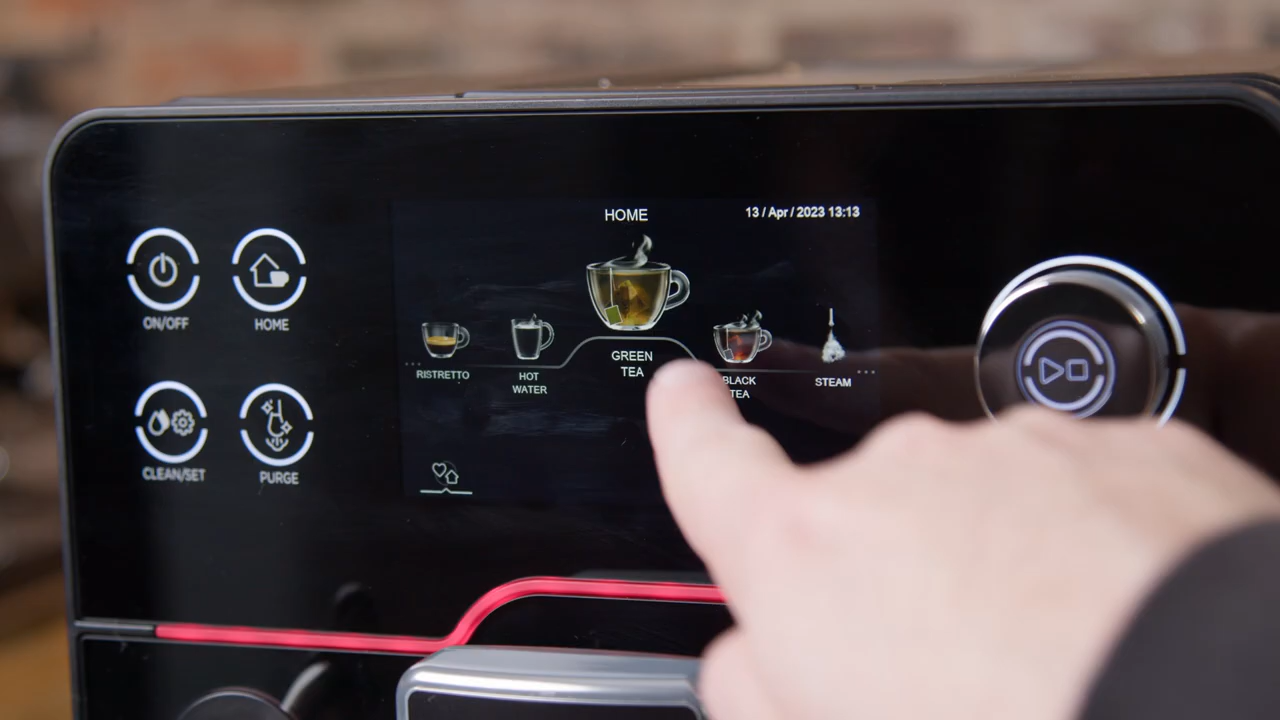 HOME
13 / Apr / 2023 13:13
ON/OFF
HOME
RISTRETTO
HOT
WATER
GREEN
TEA
BLACK
TEA
STEAM
CLEAN/SET
PURGE